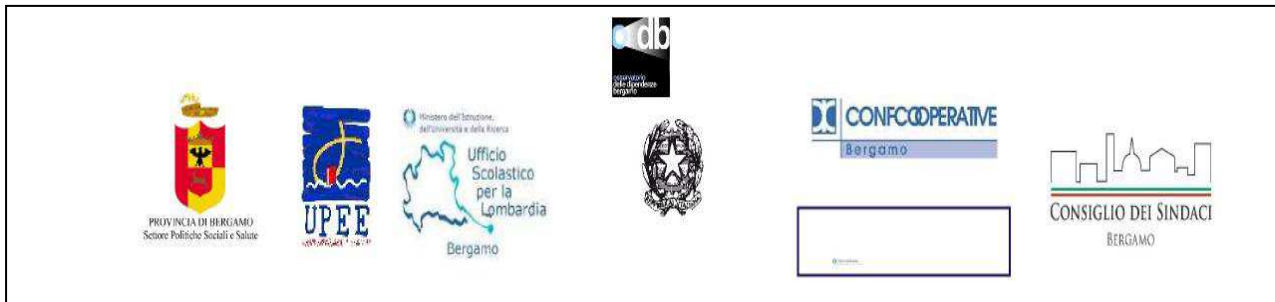 db
osservatorio
delle dipendenze
bergamo
PROVINCIA DI BERGAMO
Settore Politiche Sociali e Salute
UPEE
Ministero dell'Istruzione,
dell'Università e della Ricerca
Ufficio
Scolastico
per la
Lombardia
Bergamo
CONFCOOPERATIVE
Bergamo
CONSIGLIO DEI SINDACI
BERGAMO